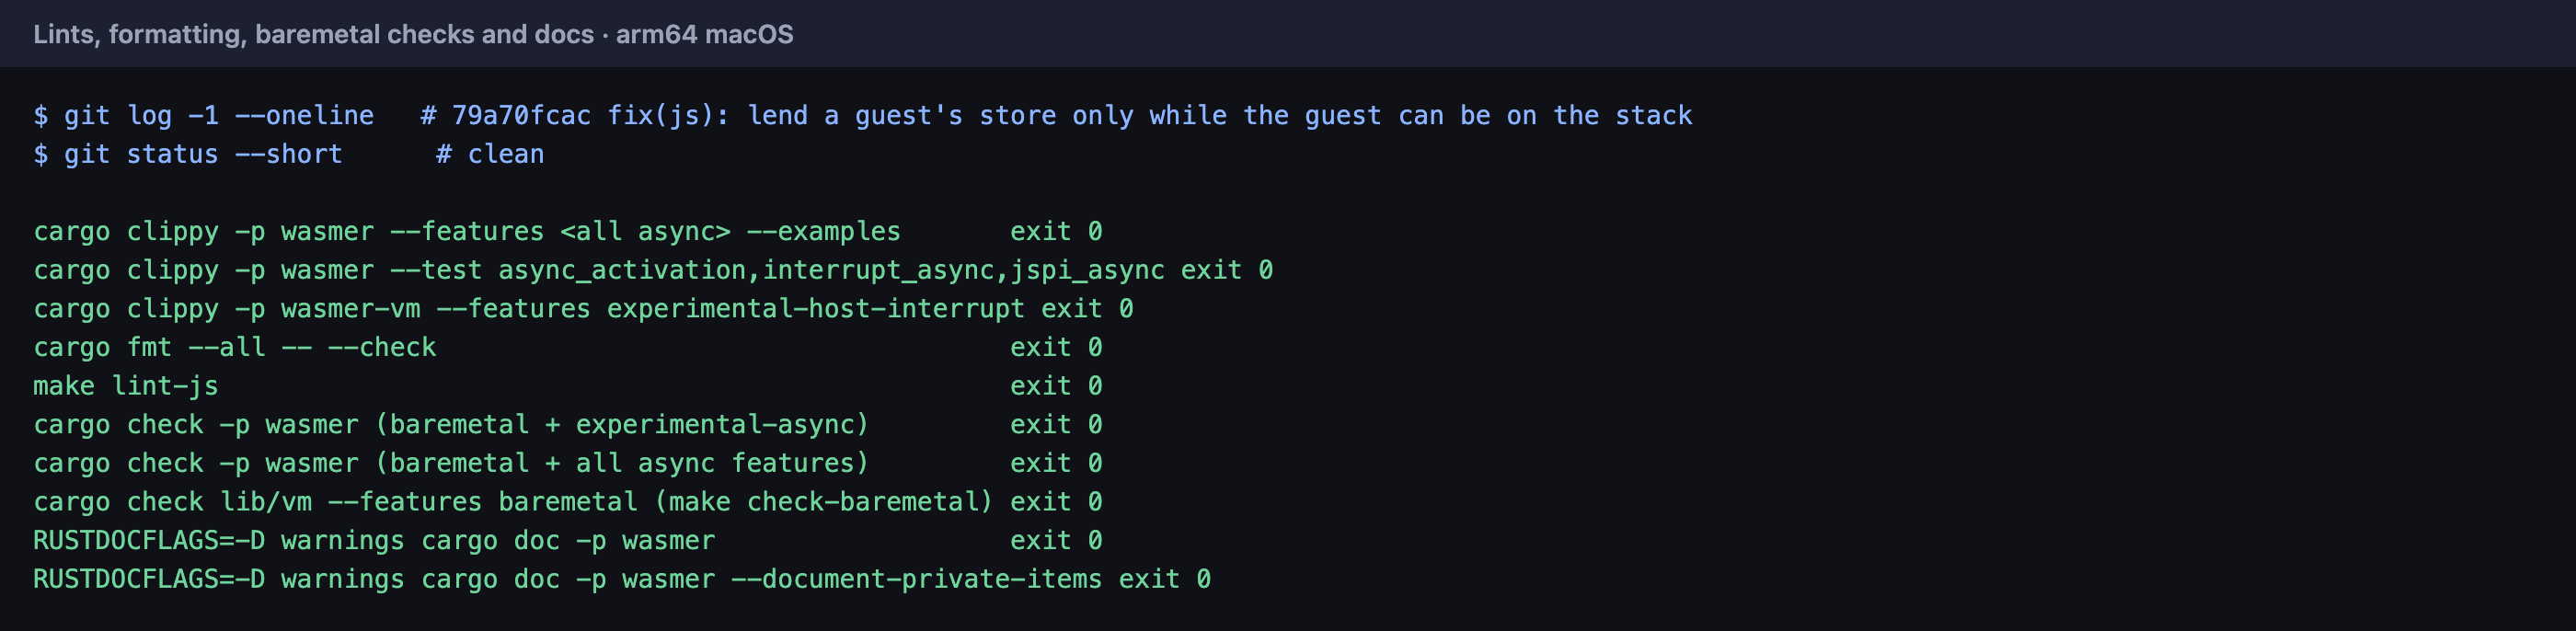 Lints, formatting, baremetal checks and docs · arm64 macOS
$ git log -1 --oneline   # 79a70fcac fix(js): lend a guest's store only while the guest can be on the stack
$ git status --short      # clean
cargo clippy -p wasmer --features <all async> --examples       exit 0
cargo clippy -p wasmer --test async_activation,interrupt_async,jspi_async exit 0
cargo clippy -p wasmer-vm --features experimental-host-interrupt exit 0
cargo fmt --all -- --check                                     exit 0
make lint-js                                                   exit 0
cargo check -p wasmer (baremetal + experimental-async)         exit 0
cargo check -p wasmer (baremetal + all async features)         exit 0
cargo check lib/vm --features baremetal (make check-baremetal) exit 0
RUSTDOCFLAGS=-D warnings cargo doc -p wasmer                   exit 0
RUSTDOCFLAGS=-D warnings cargo doc -p wasmer --document-private-items exit 0